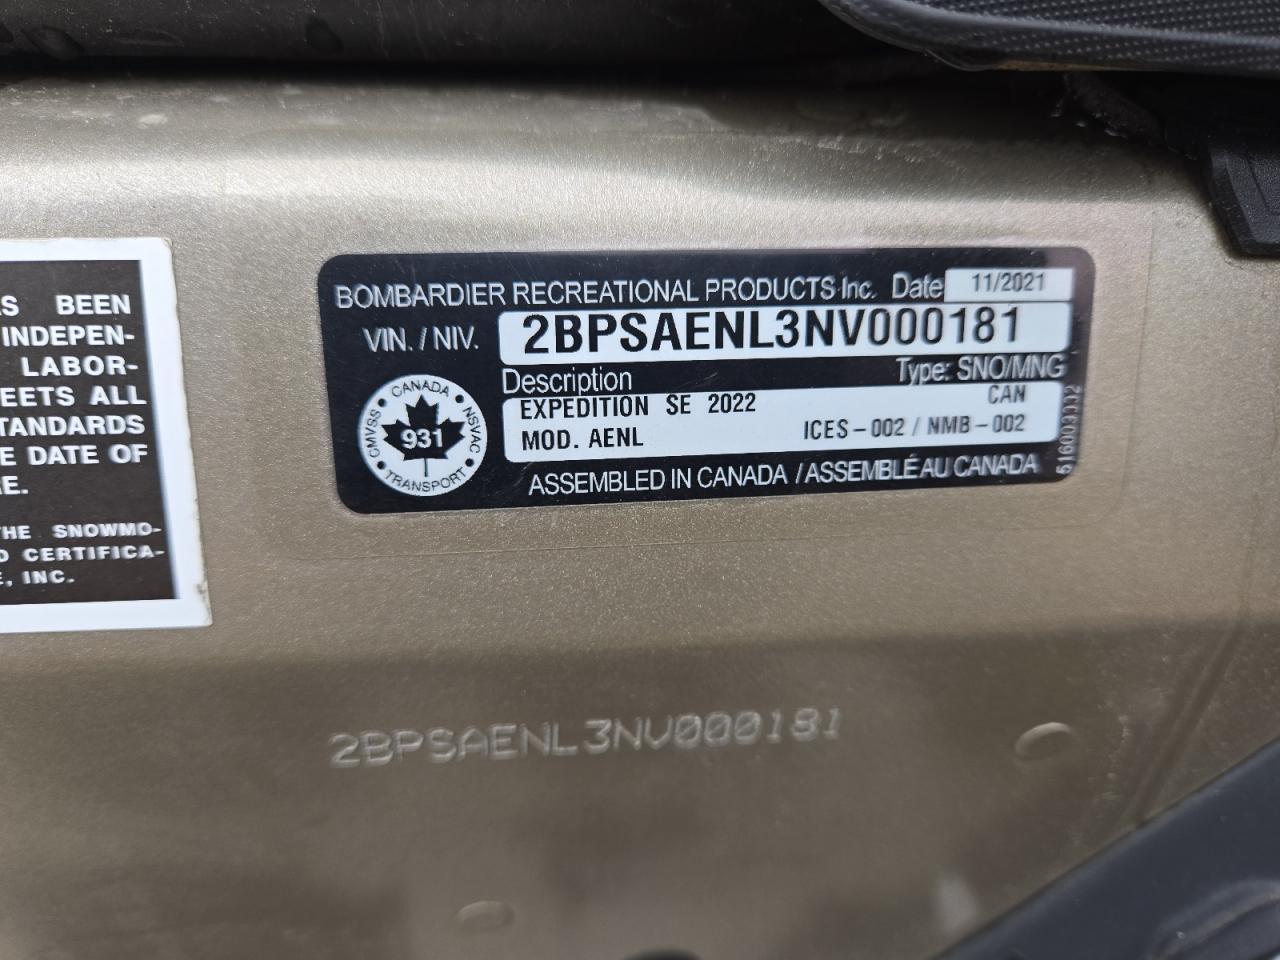 S BEEN
INDEPEN-
LABOR-
EETS ALL
TANDARDS
E DATE OF
E.
HE SNOWMO-
D CERTIFICA-
E, INC.
BOMBARDIER RECREATIONAL PRODUCTS Inc. Date 11/2021
VIN. / NIV. 2BPSAENL3NV000181
Description Type: SNO/MNG
EXPEDITION SE 2022 CAN
MOD. AENL ICES-002 / NMB-002
ASSEMBLED IN CANADA / ASSEMBLÉ AU CANADA
CANADA
CMVSS 931 NSVAC
TRANSPORT
2BPSAENL3NV000181